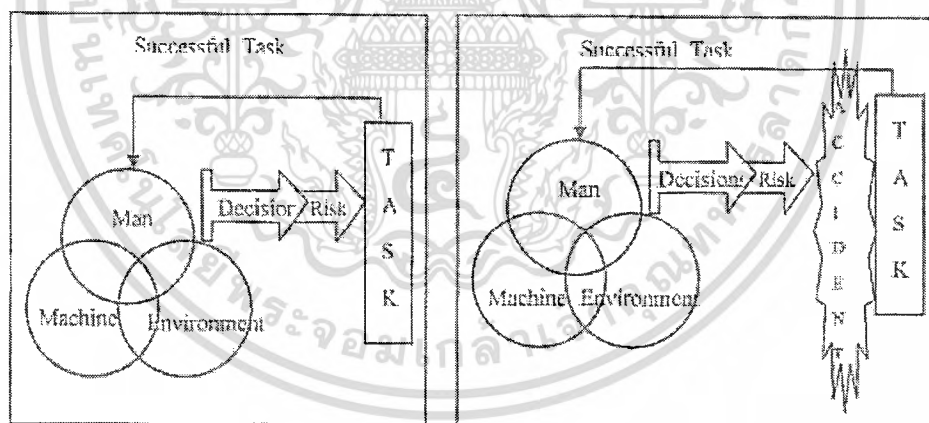 Successful Task
Man
Machine
Environment
Decision
Risk
T
A
S
K
Successful Task
Man
Machine
Environment
Decisions
Risk
A
C
C
I
D
E
N
T
T
A
S
K